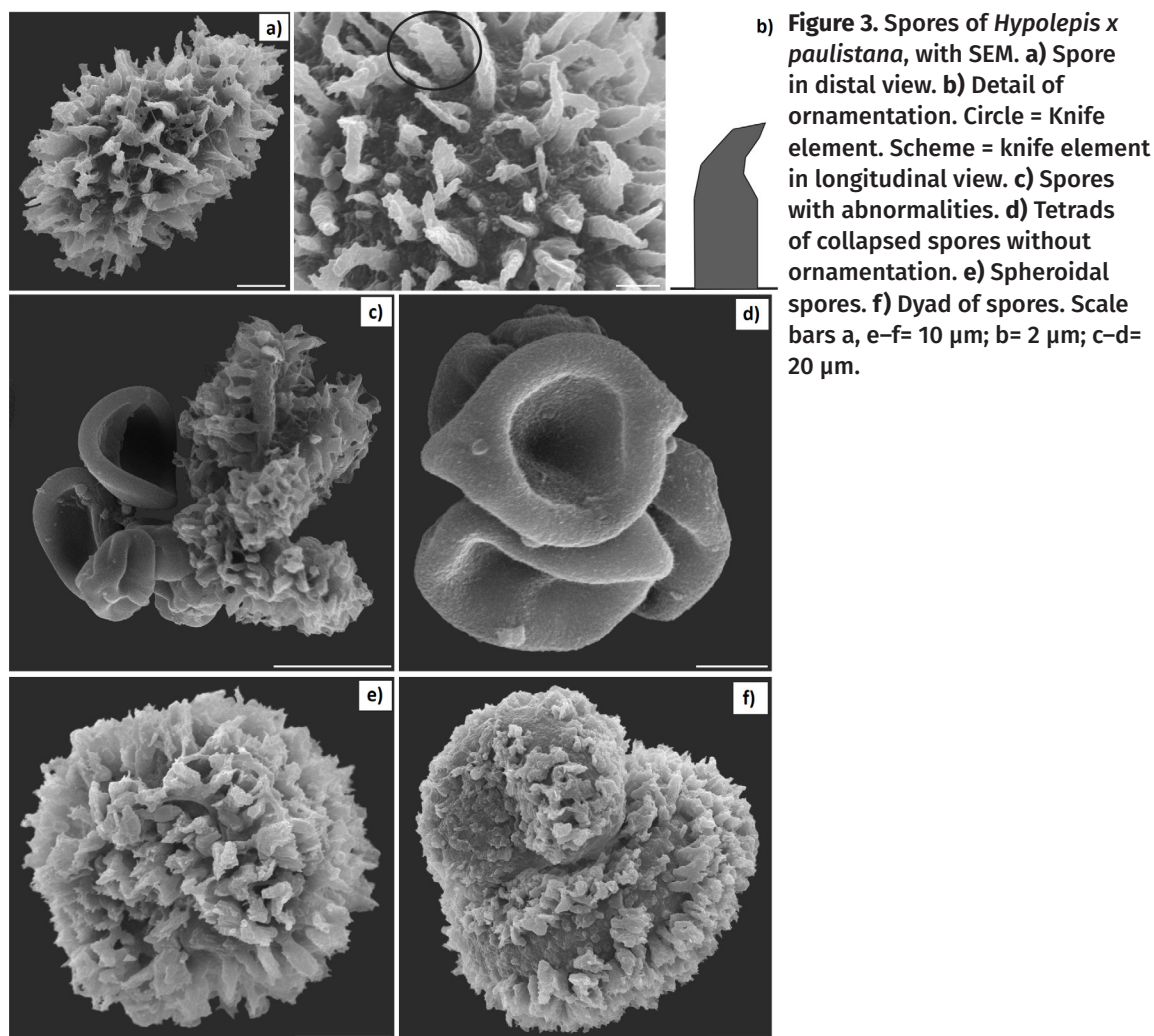 a)
b)
Figure 3. Spores of Hypolepis x
paulistana, with SEM. a) Spore
in distal view. b) Detail of
ornamentation. Circle = Knife
element. Scheme = knife element
in longitudinal view. c) Spores
with abnormalities. d) Tetrads
of collapsed spores without
ornamentation. e) Spheroidal
spores. f) Dyad of spores. Scale
bars a, e–f= 10 µm; b= 2 µm; c–d=
20 µm.
c)
d)
e)
f)